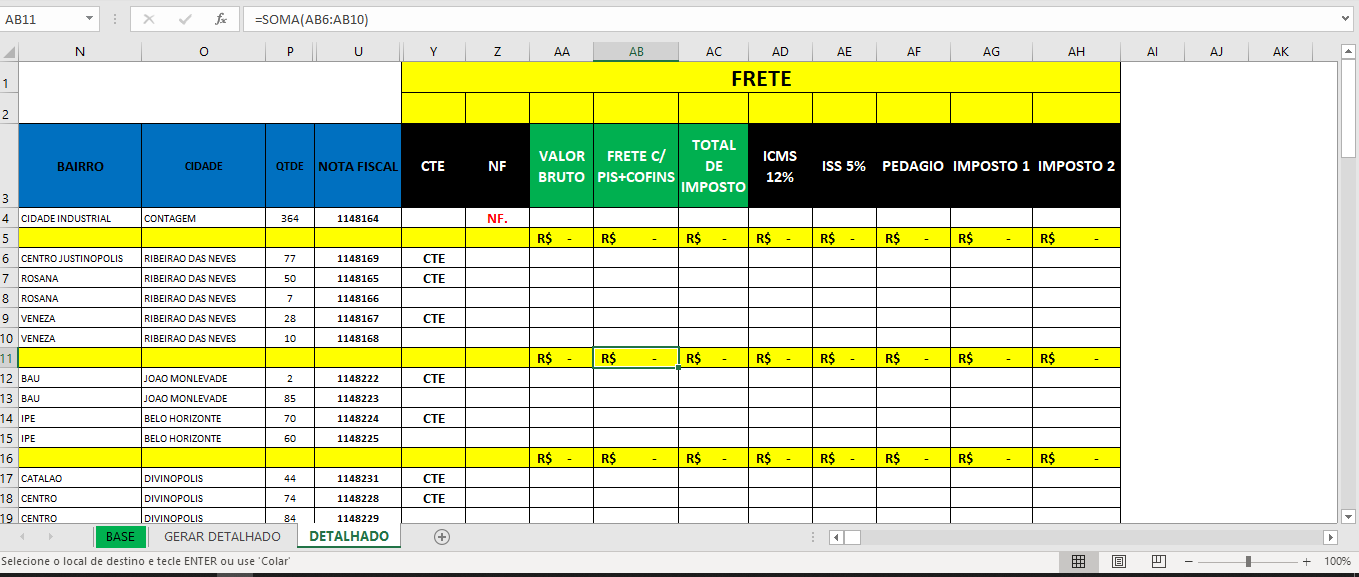 AB11 fx =SOMA(AB6:AB10)
N O P U Y Z AA AB AC AD AE AF AG AH AI AJ AK
1 FRETE
2
3 BAIRRO CIDADE QTDE NOTA FISCAL CTE NF VALOR BRUTO FRETE C/ PIS+COFINS TOTAL DE IMPOSTO ICMS 12% ISS 5% PEDAGIO IMPOSTO 1 IMPOSTO 2
4 CIDADE INDUSTRIAL CONTAGEM 364 1148164 NF.
5 R$ - R$ - R$ - R$ - R$ - R$ - R$ - R$ -
6 CENTRO JUSTINOPOLIS RIBEIRAO DAS NEVES 77 1148169 CTE
7 ROSANA RIBEIRAO DAS NEVES 50 1148165 CTE
8 ROSANA RIBEIRAO DAS NEVES 7 1148166
9 VENEZA RIBEIRAO DAS NEVES 28 1148167 CTE
10 VENEZA RIBEIRAO DAS NEVES 10 1148168
11 R$ - R$ - R$ - R$ - R$ - R$ - R$ - R$ -
12 BAU JOAO MONLEVADE 2 1148222 CTE
13 BAU JOAO MONLEVADE 85 1148223
14 IPE BELO HORIZONTE 70 1148224 CTE
15 IPE BELO HORIZONTE 60 1148225
16 R$ - R$ - R$ - R$ - R$ - R$ - R$ - R$ -
17 CATALAO DIVINOPOLIS 44 1148231 CTE
18 CENTRO DIVINOPOLIS 74 1148228 CTE
19 CENTRO DIVINOPOLIS 84 1148229
BASE GERAR DETALHADO DETALHADO
Selecione o local de destino e tecle ENTER ou use 'Colar' 100%